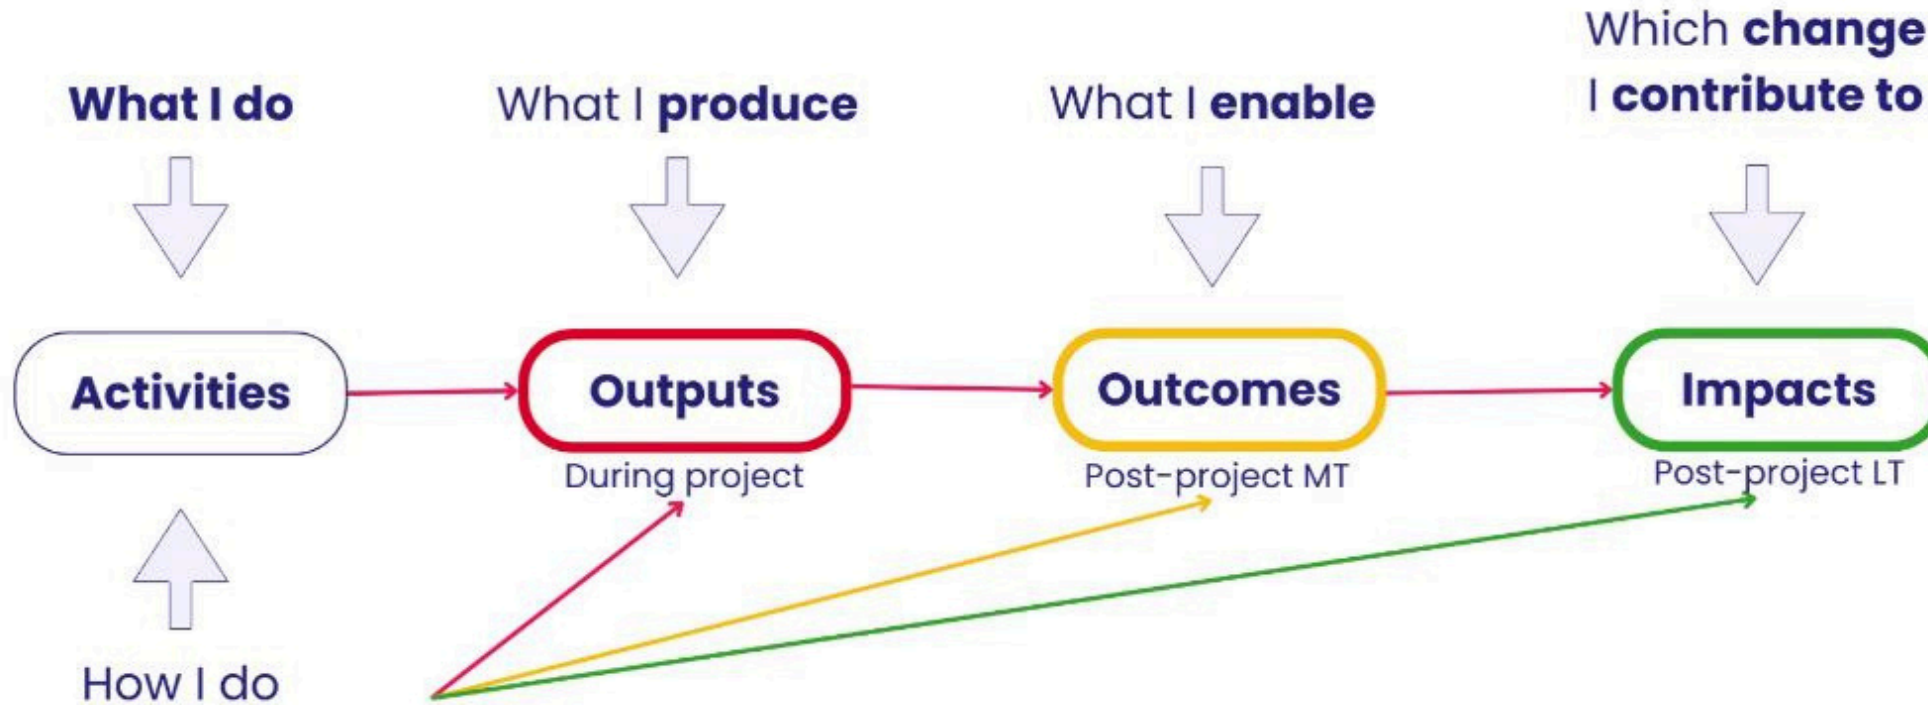 What I do
What I produce
What I enable
Which change
I contribute to
Activities
Outputs
Outcomes
Impacts
During project
Post-project MT
Post-project LT
How I do